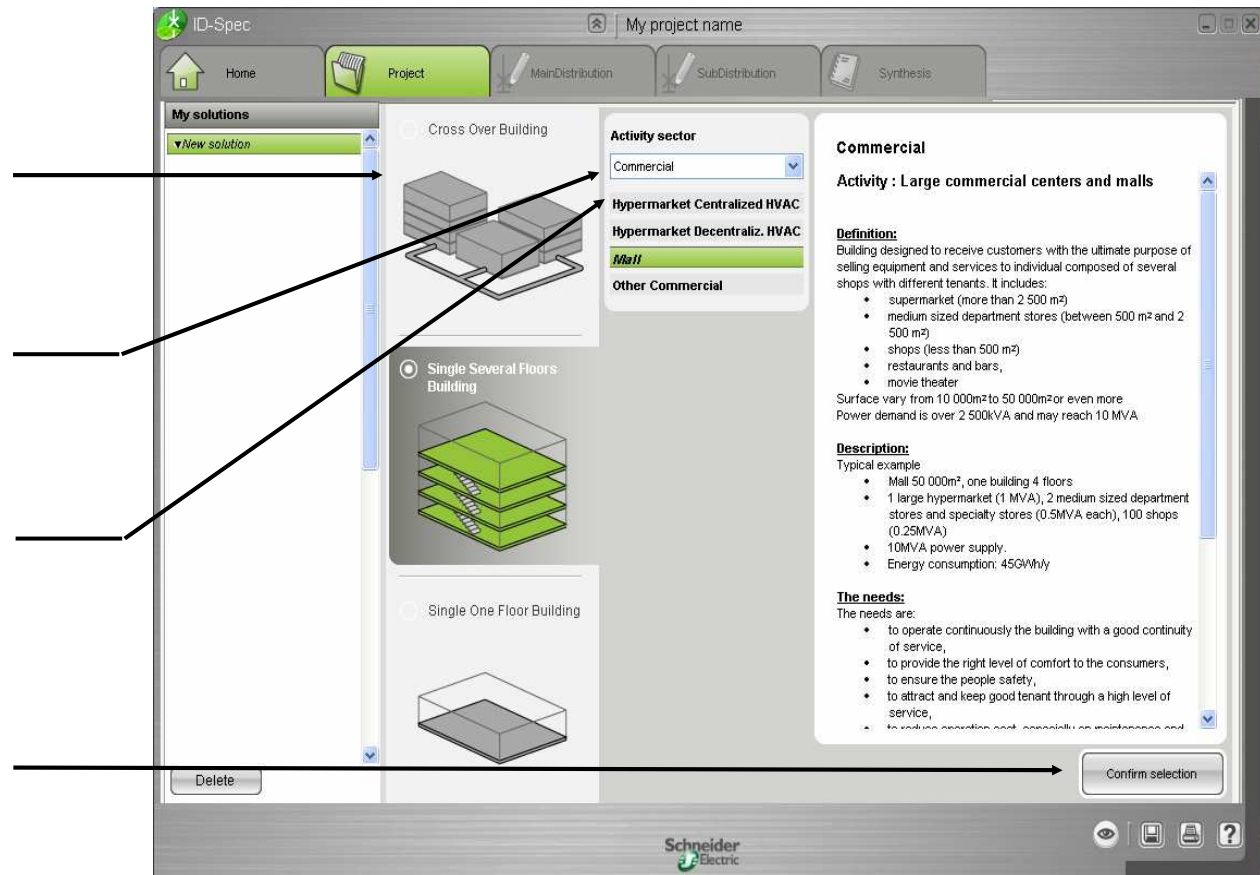 ID-Spec
My project name
Home
Project
MainDistribution
SubDistribution
Synthesis
My solutions
▾New solution
Delete
Cross Over Building
Single Several Floors
Building
Single One Floor Building
Activity sector
Commercial
Hypermarket Centralized HVAC
Hypermarket Decentraliz. HVAC
Mall
Other Commercial
Commercial
Activity : Large commercial centers and malls
Definition:
Building designed to receive customers with the ultimate purpose of
selling equipment and services to individual composed of several
shops with different tenants. It includes:
• supermarket (more than 2 500 m²)
• medium sized department stores (between 500 m² and 2
500 m²)
• shops (less than 500 m²)
• restaurants and bars,
• movie theater
Surface vary from 10 000m² to 50 000m² or even more
Power demand is over 2 500kVA and may reach 10 MVA
Description:
Typical example
• Mall 50 000m², one building 4 floors
• 1 large hypermarket (1 MVA), 2 medium sized department
stores and specialty stores (0.5MVA each), 100 shops
(0.25MVA)
• 10MVA power supply.
• Energy consumption: 45GWh/y
The needs:
The needs are:
• to operate continuously the building with a good continuity
of service,
• to provide the right level of comfort to the consumers,
• to ensure the people safety,
• to attract and keep good tenant through a high level of
service,
• to reduce operation cost, especially on maintenance and
Confirm selection
Schneider
Electric
?